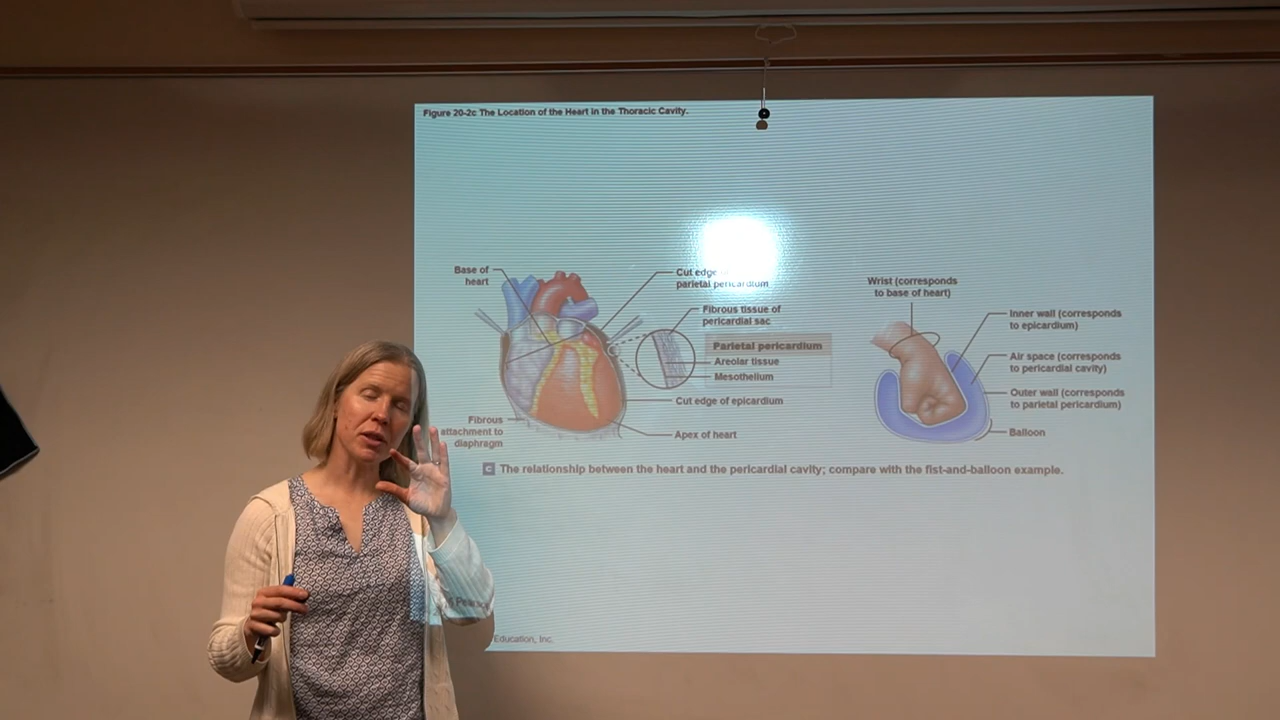 Figure 20-2c The Location of the Heart in the Thoracic Cavity.
Base of
heart
Cut edge
parietal pericardium
Fibrous tissue of
pericardial sac
Parietal pericardium
Areolar tissue
Mesothelium
Cut edge of epicardium
Fibrous
attachment to
diaphragm
Apex of heart
Wrist (corresponds
to base of heart)
Inner wall (corresponds
to epicardium)
Air space (corresponds
to pericardial cavity)
Outer wall (corresponds
to parietal pericardium)
Balloon
c The relationship between the heart and the pericardial cavity; compare with the fist-and-balloon example.
Education, Inc.